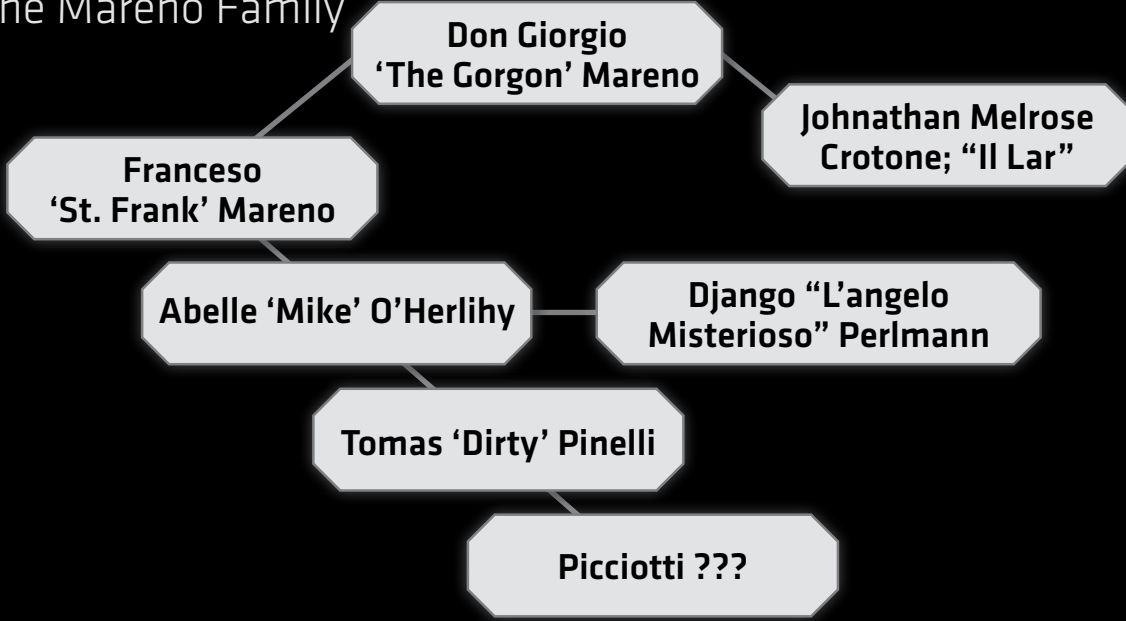 he Mareno Family
Don Giorgio
‘The Gorgon’ Mareno
Johnathan Melrose
Crotone; “Il Lar”
Franceso
‘St. Frank’ Mareno
Abelle ‘Mike’ O’Herlihy
Django “L’angelo
Misterioso” Perlmann
Tomas ‘Dirty’ Pinelli
Picciotti ???